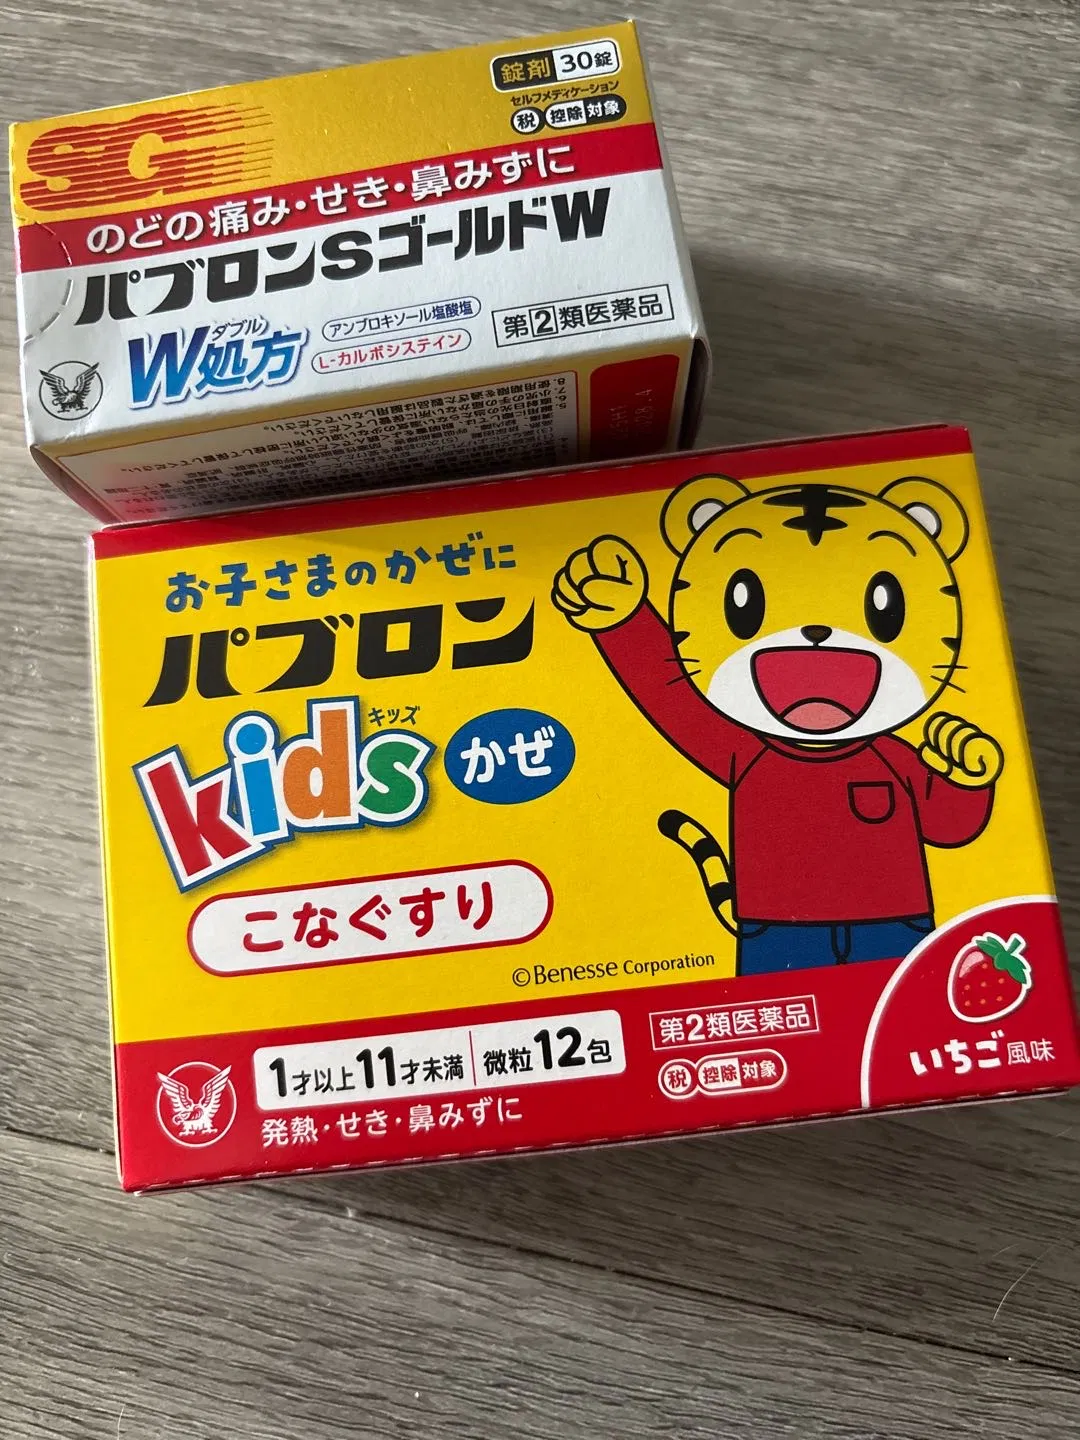 SG
錠剤 30錠
セルフメディケーション
税 控除 対象
のどの痛み・せき・鼻みずに
パブロンSゴールドW
ダブル
W処方
アンブロキソール塩酸塩
L-カルボシステイン
第2類医薬品
お子さまのかぜに
パブロン
キッズ
kids かぜ
こなぐすり
©Benesse Corporation
1才以上11才未満 微粒12包
第2類医薬品
税 控除 対象
発熱・せき・鼻みずに
いちご風味